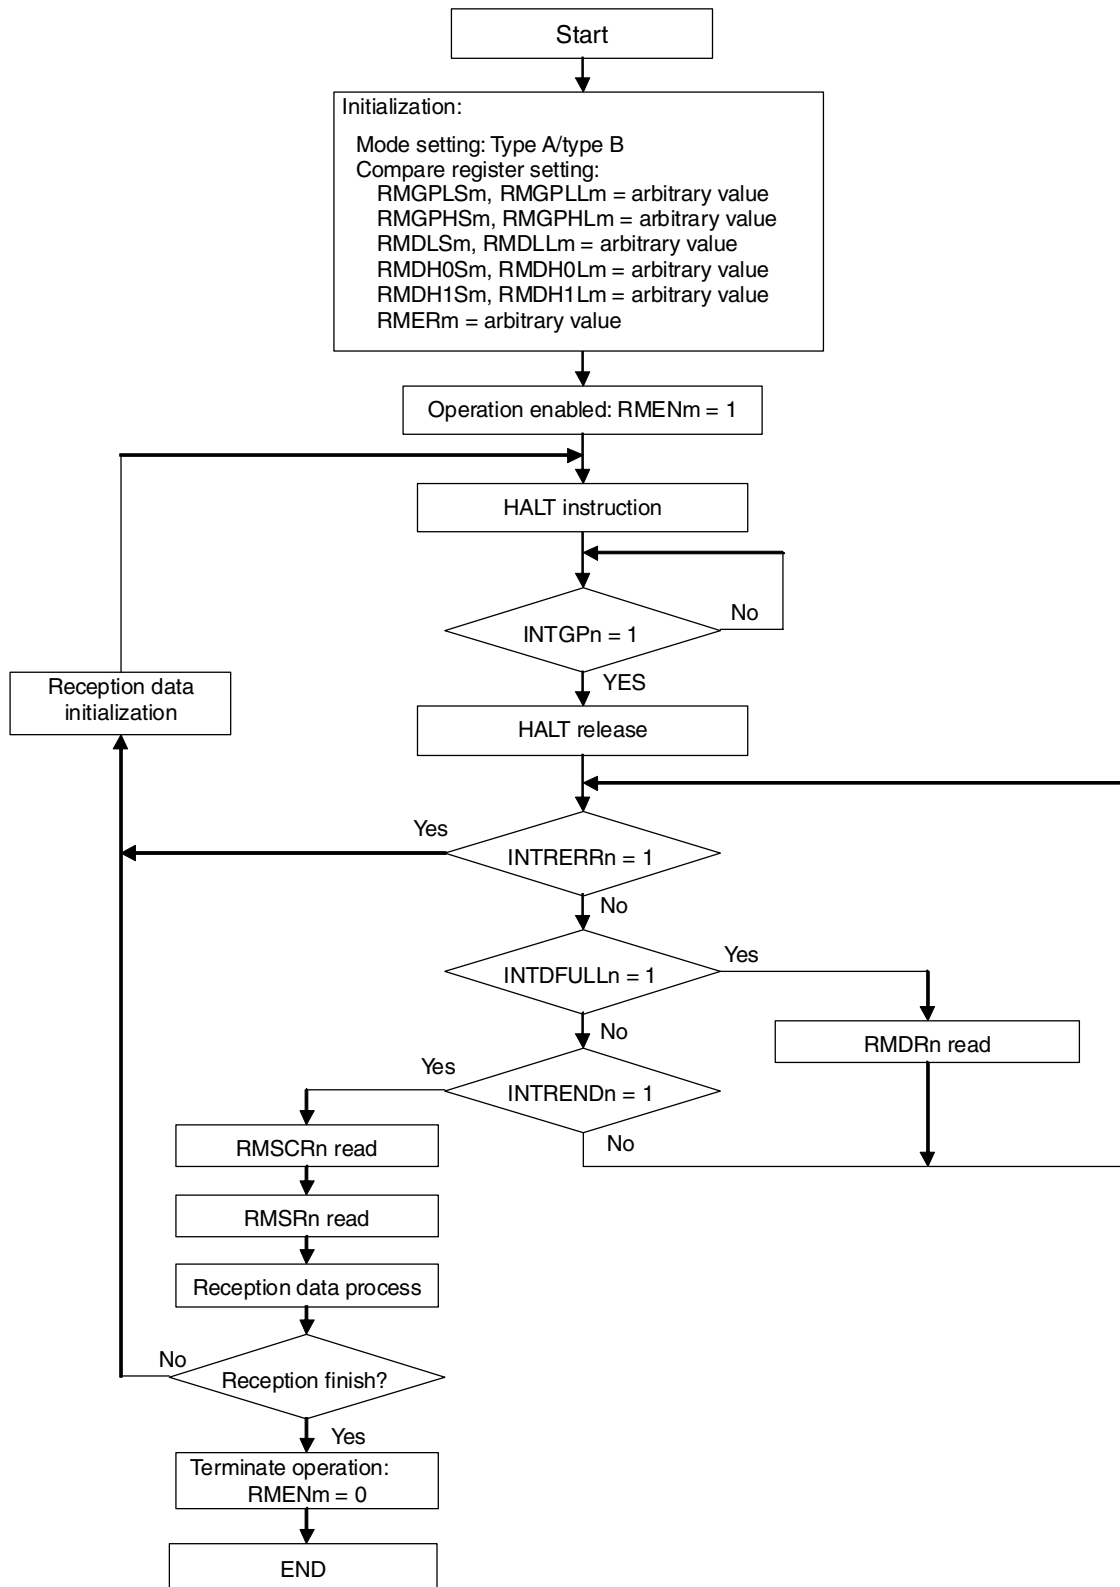 Start
Initialization:
Mode setting: Type A/type B
Compare register setting:
RMGPLSm, RMGPLLm = arbitrary value
RMGPHSm, RMGPHLm = arbitrary value
RMDLSm, RMDLLm = arbitrary value
RMDH0Sm, RMDH0Lm = arbitrary value
RMDH1Sm, RMDH1Lm = arbitrary value
RMERm = arbitrary value
Operation enabled: RMENm = 1
HALT instruction
No
INTGPn = 1
YES
Reception data
initialization
HALT release
Yes
INTRERRn = 1
No
Yes
INTDFULLn = 1
No
RMDRn read
Yes
INTRENDn = 1
No
RMSCRn read
RMSRn read
Reception data process
No
Reception finish?
Yes
Terminate operation:
RMENm = 0
END